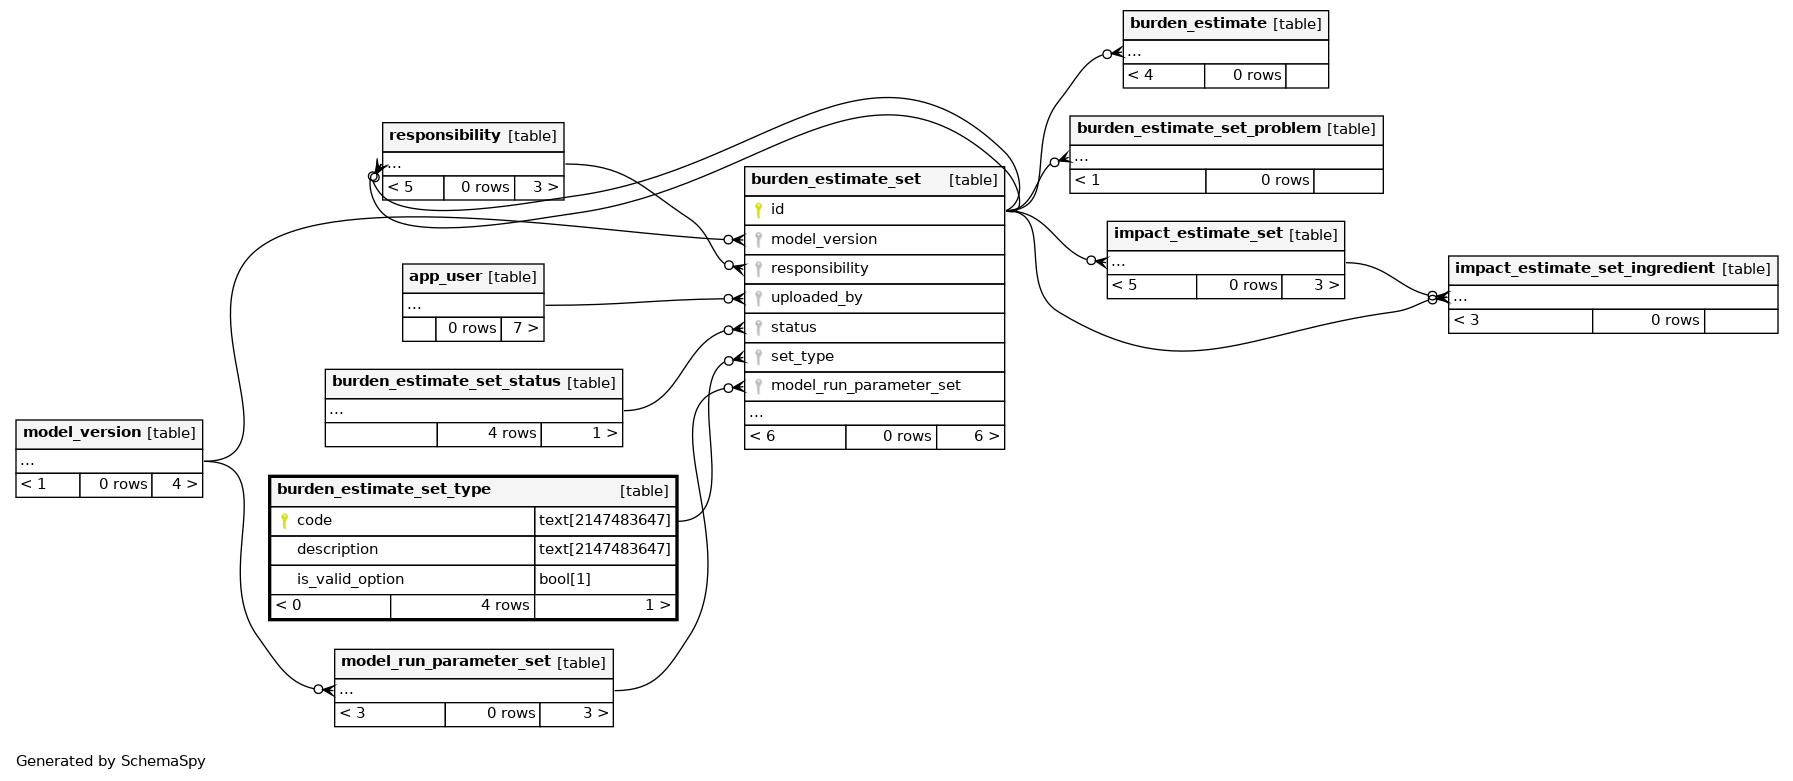 burden_estimate [table]
...
< 4 0 rows
burden_estimate_set_problem [table]
...
< 1 0 rows
responsibility [table]
...
< 5 0 rows 3 >
burden_estimate_set [table]
id
model_version
responsibility
uploaded_by
status
set_type
model_run_parameter_set
...
< 6 0 rows 6 >
impact_estimate_set [table]
...
< 5 0 rows 3 >
impact_estimate_set_ingredient [table]
...
< 3 0 rows
app_user [table]
...
0 rows 7 >
burden_estimate_set_status [table]
...
4 rows 1 >
model_version [table]
...
< 1 0 rows 4 >
burden_estimate_set_type [table]
code text[2147483647]
description text[2147483647]
is_valid_option bool[1]
< 0 4 rows 1 >
model_run_parameter_set [table]
...
< 3 0 rows 3 >
Generated by SchemaSpy